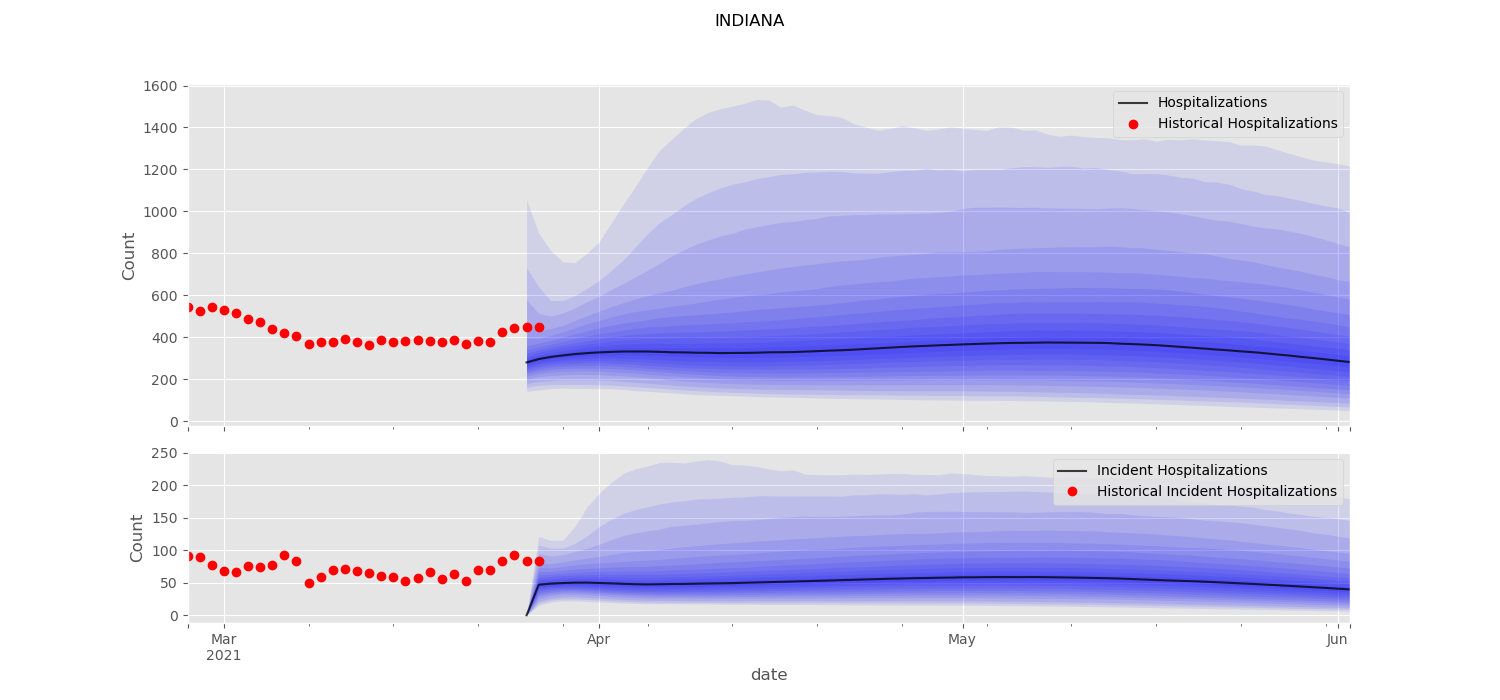 INDIANA
1600
1400
1200
1000
800
600
400
200
0
Count
Hospitalizations
Historical Hospitalizations
250
200
150
100
50
0
Count
Incident Hospitalizations
Historical Incident Hospitalizations
Mar
2021
Apr
May
Jun
date